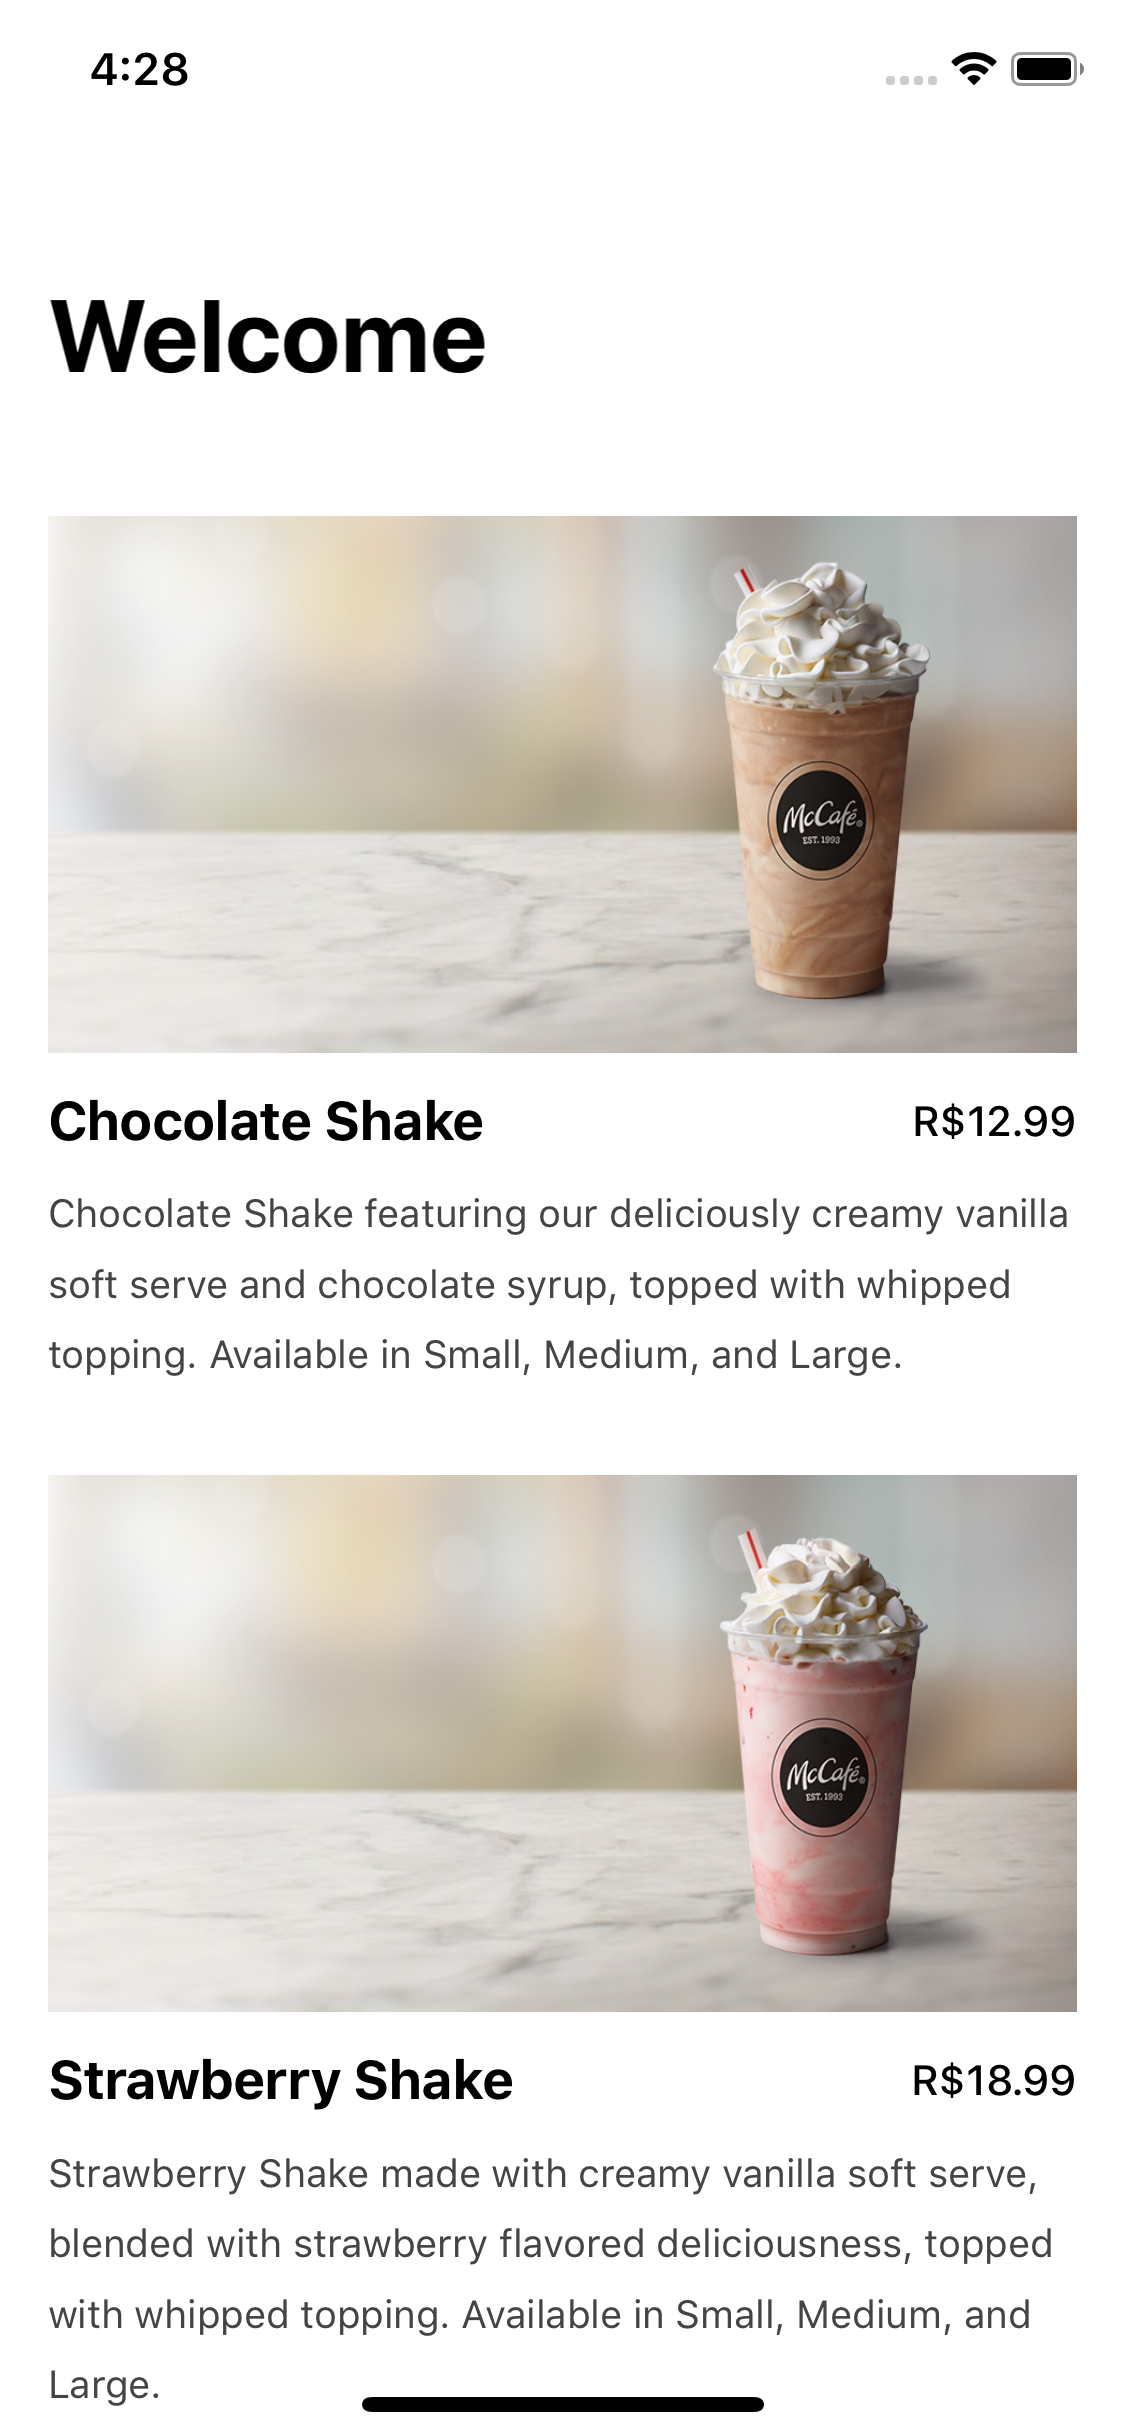 4:28
Welcome
McCafé®
EST. 1993
Chocolate Shake
R$12.99
Chocolate Shake featuring our deliciously creamy vanilla
soft serve and chocolate syrup, topped with whipped
topping. Available in Small, Medium, and Large.
McCafé®
EST. 1993
Strawberry Shake
R$18.99
Strawberry Shake made with creamy vanilla soft serve,
blended with strawberry flavored deliciousness, topped
with whipped topping. Available in Small, Medium, and
Large.